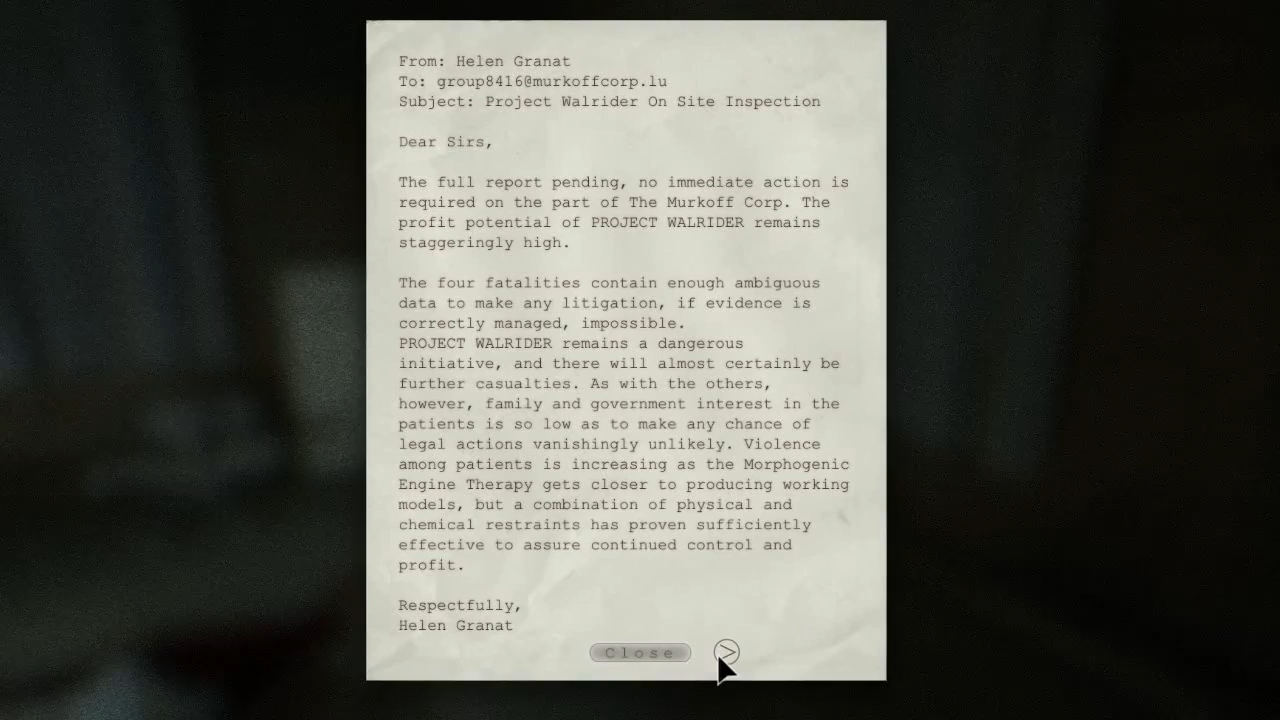 From: Helen Granat
To: group8416@murkoffcorp.lu
Subject: Project Walrider On Site Inspection
Dear Sirs,
The full report pending, no immediate action is
required on the part of The Murkoff Corp. The
profit potential of PROJECT WALRIDER remains
staggeringly high.
The four fatalities contain enough ambiguous
data to make any litigation, if evidence is
correctly managed, impossible.
PROJECT WALRIDER remains a dangerous
initiative, and there will almost certainly be
further casualties. As with the others,
however, family and government interest in the
patients is so low as to make any chance of
legal actions vanishingly unlikely. Violence
among patients is increasing as the Morphogenic
Engine Therapy gets closer to producing working
models, but a combination of physical and
chemical restraints has proven sufficiently
effective to assure continued control and
profit.
Respectfully,
Helen Granat
Close >